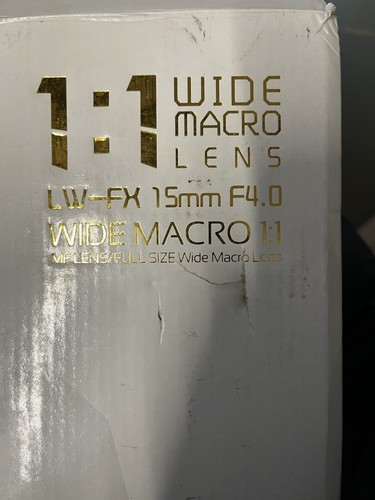 1:1 WIDE
MACRO
LENS
LW-FX 15mm F4.0
WIDE MACRO 1:1
MF LENS/FULL SIZE Wide Macro Lens